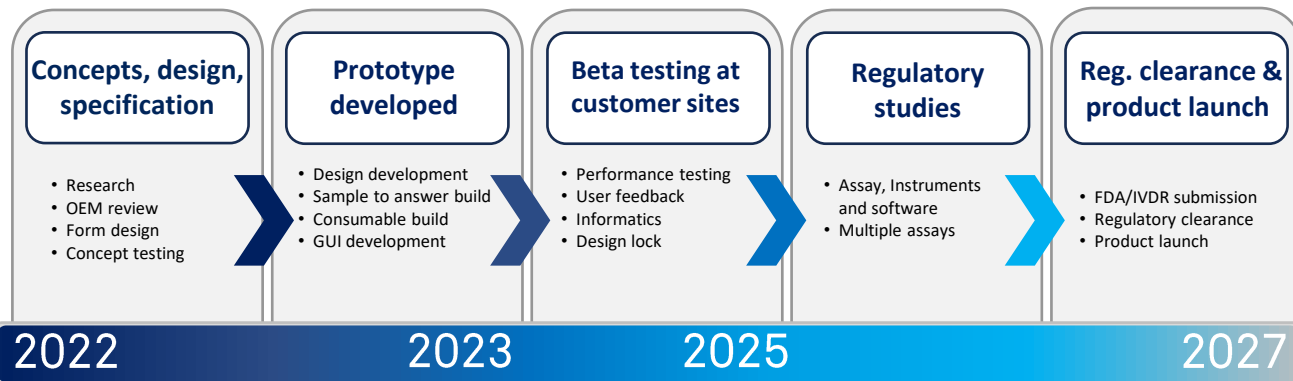 Concepts, design,
specification
• Research
• OEM review
• Form design
• Concept testing
Prototype
developed
• Design development
• Sample to answer build
• Consumable build
• GUI development
Beta testing at
customer sites
• Performance testing
• User feedback
• Informatics
• Design lock
Regulatory
studies
• Assay, Instruments
and software
• Multiple assays
Reg. clearance &
product launch
• FDA/IVDR submission
• Regulatory clearance
• Product launch
2022
2023
2025
2027